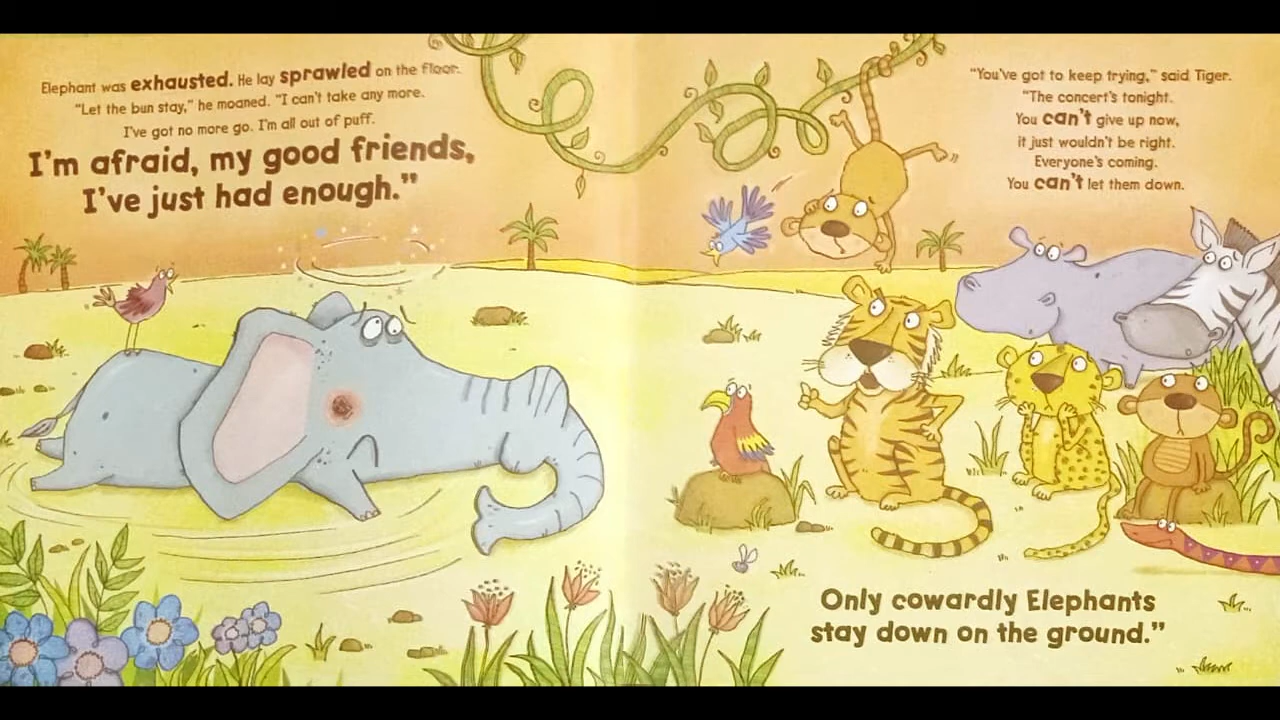 Elephant was exhausted. He lay sprawled on the floor.
"Let the bun stay," he moaned. "I can't take any more.
I've got no more go. I'm all out of puff.
I'm afraid, my good friends,
I've just had enough."
"You've got to keep trying," said Tiger.
"The concert's tonight.
You can't give up now,
it just wouldn't be right.
Everyone's coming.
You can't let them down.
Only cowardly Elephants
stay down on the ground."